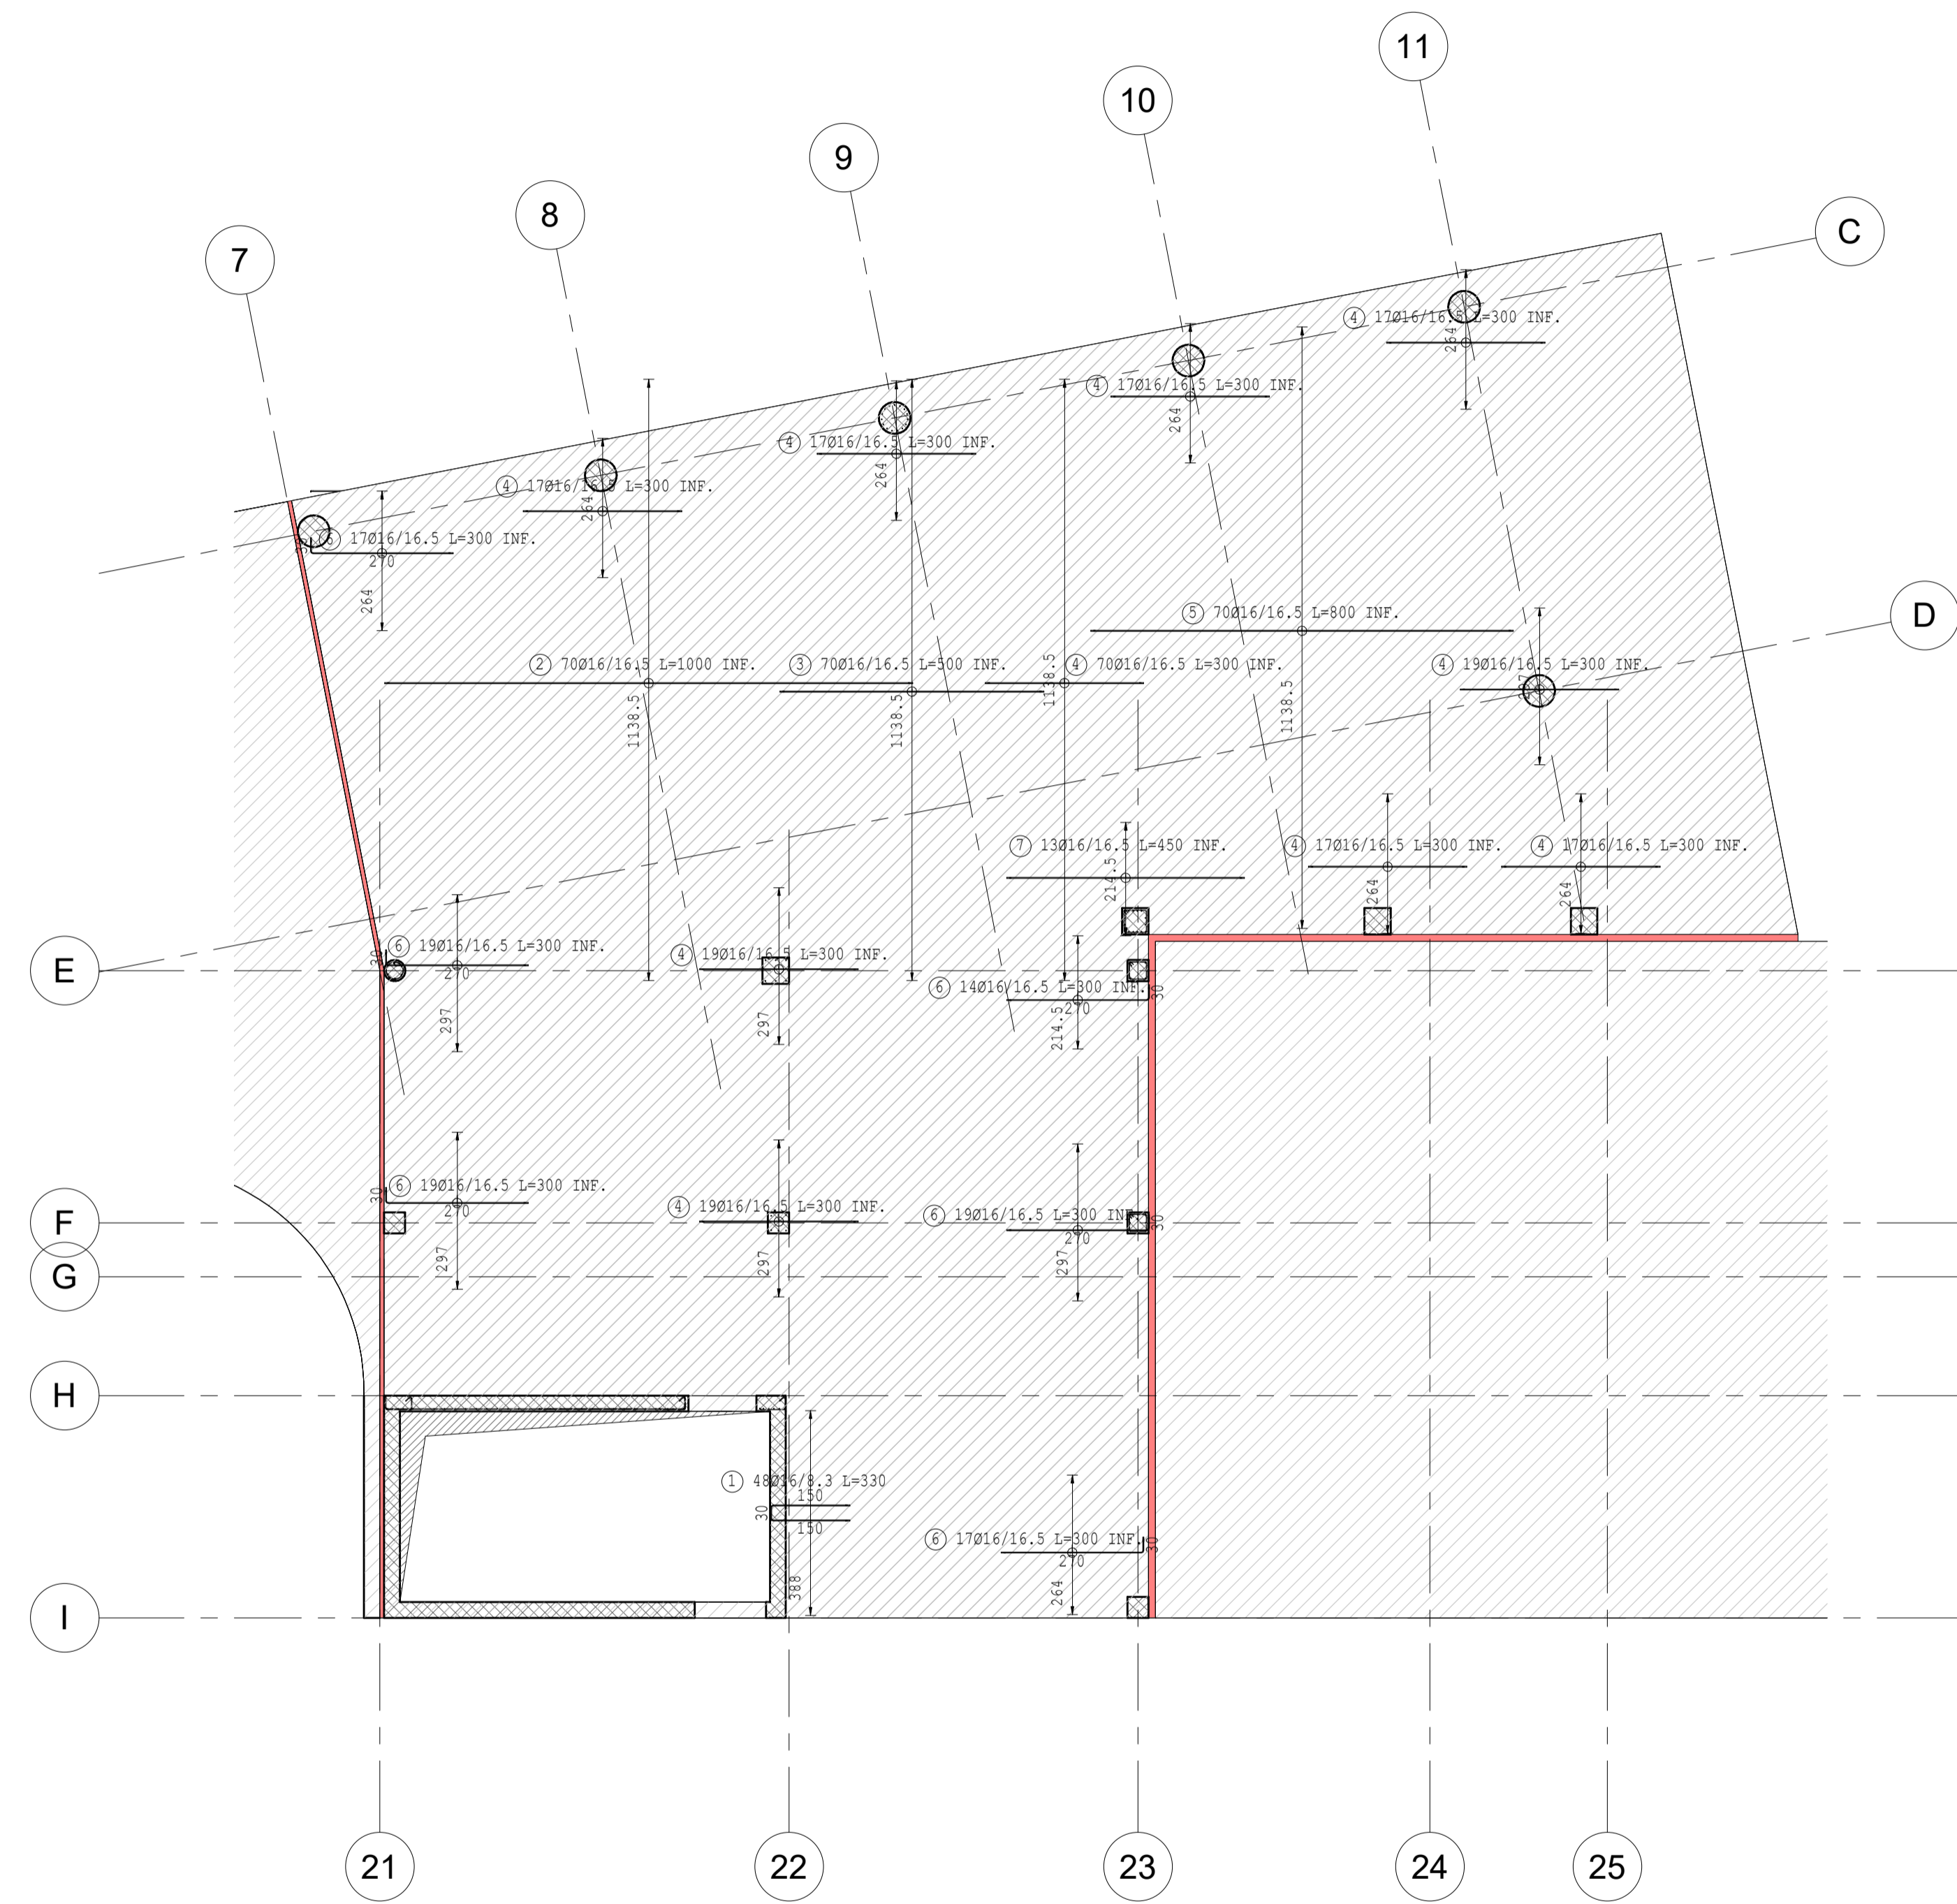 11
10
9
8
7
C
④ 17Ø16/16.5 L=300 INF.
264
④ 17Ø16/16.5 L=300 INF.
264
④ 17Ø16/16.5 L=300 INF.
264
④ 17Ø16/16.5 L=300 INF.
264
17Ø16/16.5 L=300 INF.
270
264
D
⑤ 70Ø16/16.5 L=800 INF.
1138.5
② 70Ø16/16.5 L=1000 INF.
1138.5
③ 70Ø16/16.5 L=500 INF.
1138.5
④ 70Ø16/16.5 L=300 INF.
1138.5
④ 19Ø16/16.5 L=300 INF.
⑦ 13Ø16/16.5 L=450 INF.
214.5
④ 17Ø16/16.5 L=300 INF.
264
④ 17Ø16/16.5 L=300 INF.
264
E
⑥ 19Ø16/16.5 L=300 INF.
30
270
297
④ 19Ø16/16.5 L=300 INF.
297
⑥ 14Ø16/16.5 L=300 INF.
30
270
214.5
F
⑥ 19Ø16/16.5 L=300 INF.
30
270
297
④ 19Ø16/16.5 L=300 INF.
297
⑥ 19Ø16/16.5 L=300 INF.
30
270
297
G
H
① 48Ø16/8.3 L=330
150
30
150
388
⑥ 17Ø16/16.5 L=300 INF.
30
270
264
I
21
22
23
24
25